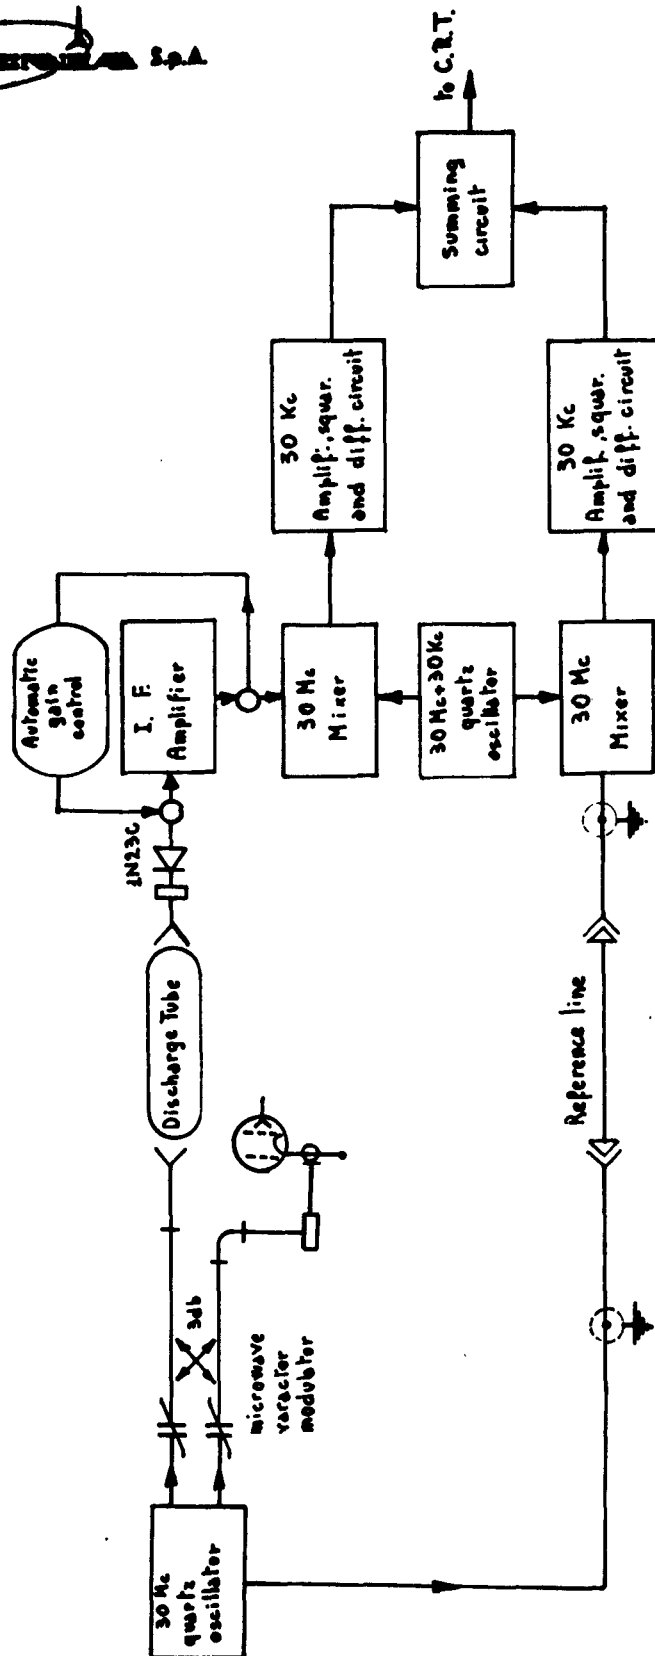 S.p.A.
to C.R.T.
summing
circuit
30 Kc
Amplif.,squar.
and diff. circuit
30 Kc
Amplif.,squar.
and diff. circuit
Automatic
gain
control
I. F.
Amplifier
30 Mc
Mixer
30 Mc+30Kc
quartz
oscillator
30 Mc
Mixer
1N23C
Discharge Tube
Reference line
3db
microwave
varactor
modulator
30 Mc
quartz
oscillator